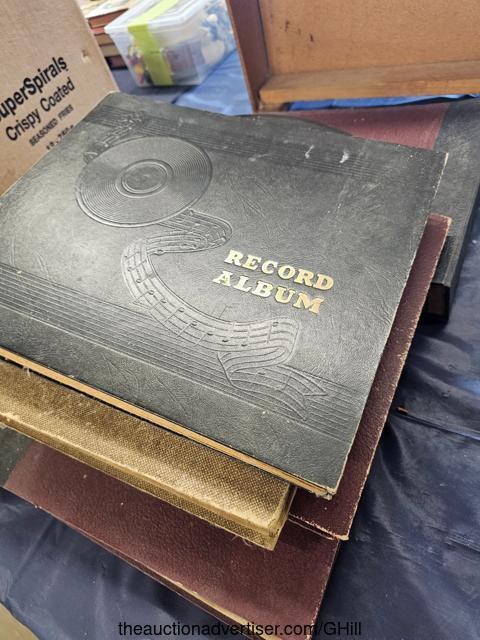 SuperSpirals
Crispy Coated
SEASONED FRIES
RECORD
ALBUM
theauctionadvertiser.com/GHill